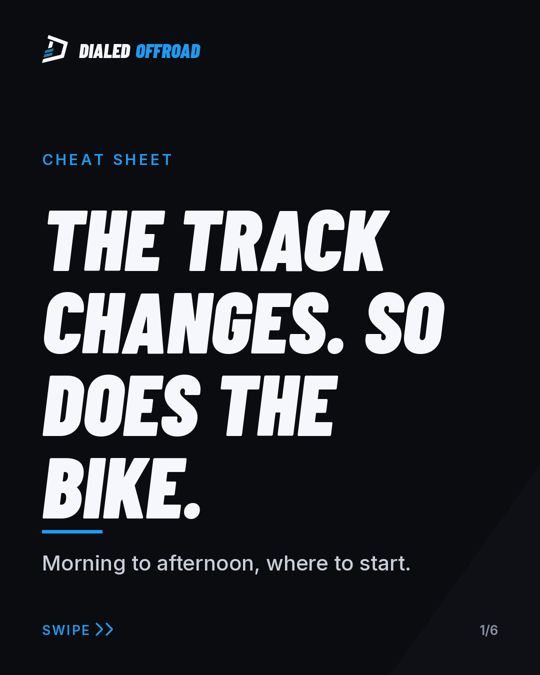 DIALED OFFROAD
CHEAT SHEET
THE TRACK
CHANGES. SO
DOES THE
BIKE.
Morning to afternoon, where to start.
SWIPE
1/6